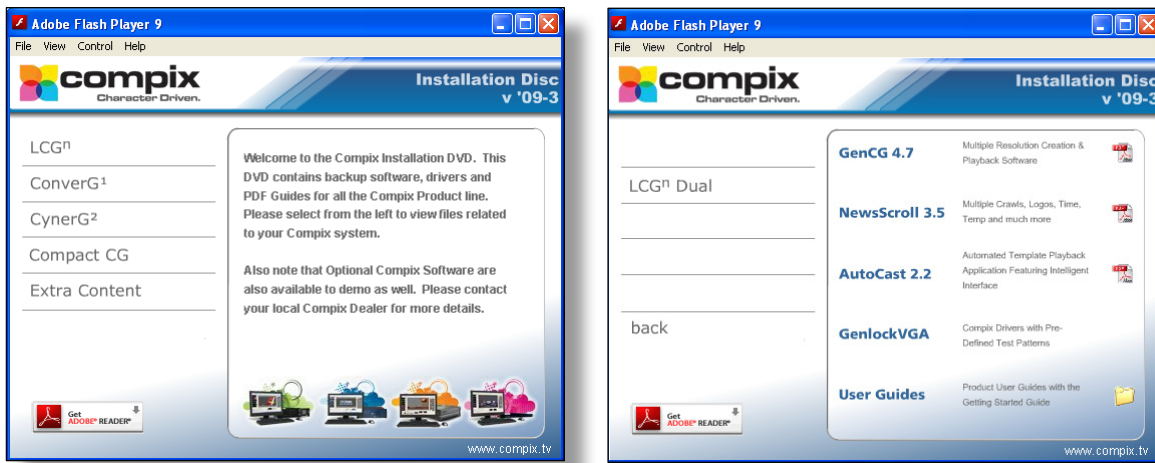 Adobe Flash Player 9
File View Control Help
compix
Character Driven.
Installation Disc
v '09-3
LCGⁿ
ConverG¹
CynerG²
Compact CG
Extra Content
Welcome to the Compix Installation DVD. This
DVD contains backup software, drivers and
PDF Guides for all the Compix Product line.
Please select from the left to view files related
to your Compix system.
Also note that Optional Compix Software are
also available to demo as well. Please contact
your local Compix Dealer for more details.
Get
ADOBE® READER®
www.compix.tv
Adobe Flash Player 9
File View Control Help
compix
Character Driven.
Installation Disc
v '09-3
LCGⁿ Dual
back
GenCG 4.7
Multiple Resolution Creation &
Playback Software
NewsScroll 3.5
Multiple Crawls, Logos, Time,
Temp and much more
AutoCast 2.2
Automated Template Playback
Application Featuring Intelligent
Interface
GenlockVGA
Compix Drivers with Pre-
Defined Test Patterns
User Guides
Product User Guides with the
Getting Started Guide
Get
ADOBE® READER®
www.compix.tv